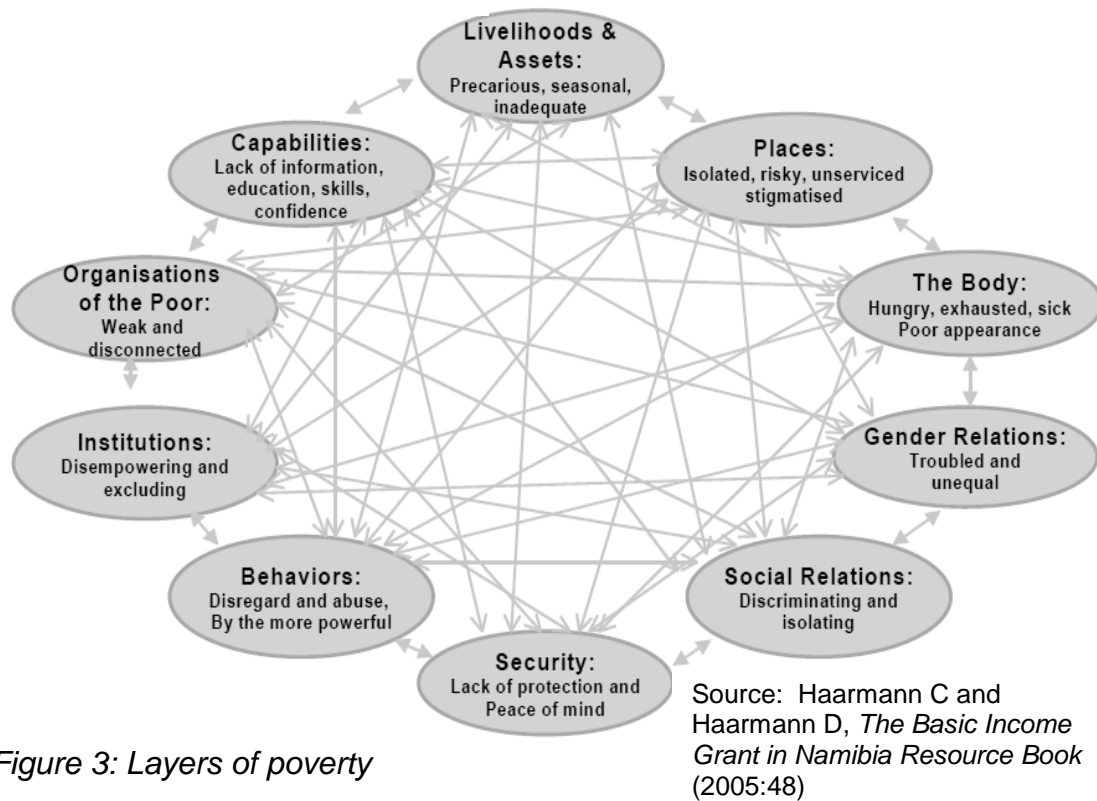 Livelihoods &
Assets:
Precarious, seasonal,
inadequate
Capabilities:
Lack of information,
education, skills,
confidence
Places:
Isolated, risky, unserviced
stigmatised
Organisations
of the Poor:
Weak and
disconnected
The Body:
Hungry, exhausted, sick
Poor appearance
Institutions:
Disempowering and
excluding
Gender Relations:
Troubled and
unequal
Behaviors:
Disregard and abuse,
By the more powerful
Social Relations:
Discriminating and
isolating
Security:
Lack of protection and
Peace of mind
Source: Haarmann C and
Haarmann D, The Basic Income
Grant in Namibia Resource Book
(2005:48)
Figure 3: Layers of poverty